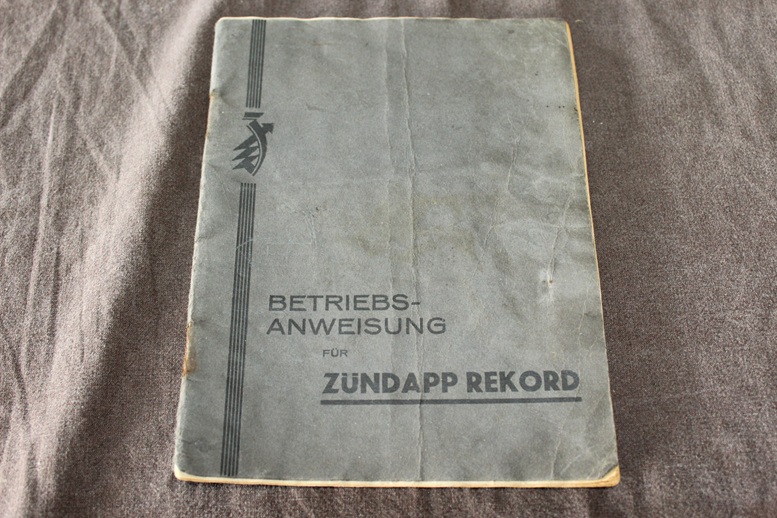 BETRIEBS-
ANWEISUNG
FÜR
ZÜNDAPP REKORD